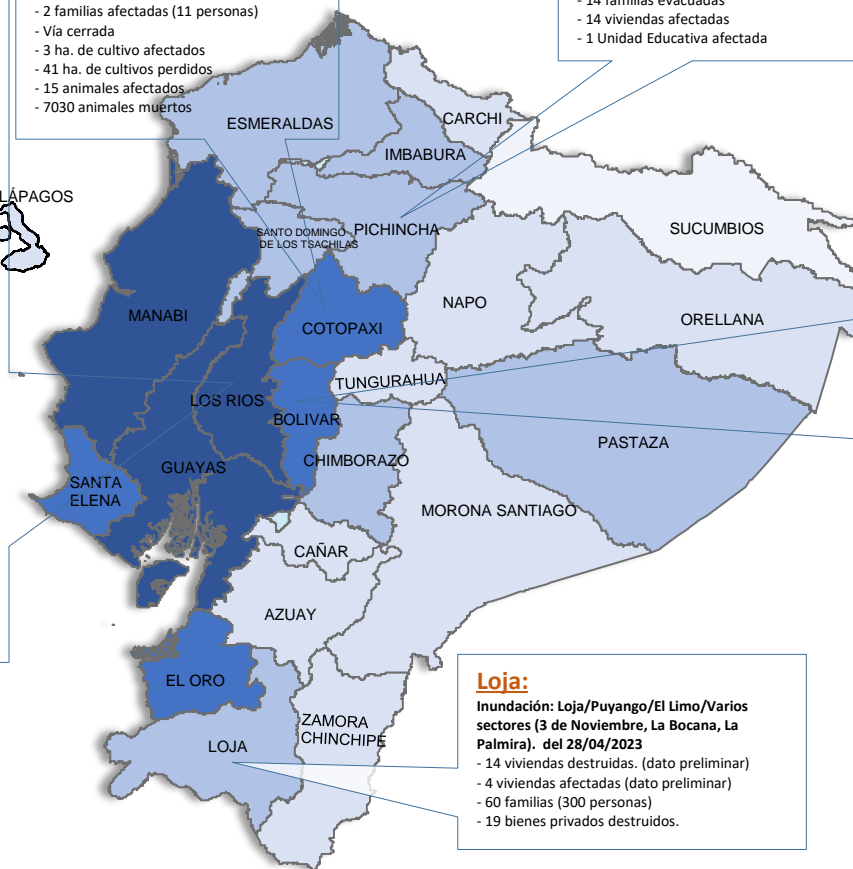 - 2 familias afectadas (11 personas)
- Vía cerrada
- 3 ha. de cultivo afectados
- 41 ha. de cultivos perdidos
- 15 animales afectados
- 7030 animales muertos
- 14 familias evacuadas
- 14 viviendas afectadas
- 1 Unidad Educativa afectada
ESMERALDAS
CARCHI
IMBABURA
LÁPAGOS
SANTO DOMINGO
DE LOS TSACHILAS
PICHINCHA
SUCUMBIOS
MANABI
COTOPAXI
NAPO
ORELLANA
TUNGURAHUA
LOS RIOS
BOLIVAR
PASTAZA
GUAYAS
CHIMBORAZO
SANTA
ELENA
MORONA SANTIAGO
CAÑAR
AZUAY
EL ORO
LOJA
ZAMORA
CHINCHIPE
Loja:
Inundación: Loja/Puyango/El Limo/Varios
sectores (3 de Noviembre, La Bocana, La
Palmira). del 28/04/2023
- 14 viviendas destruidas. (dato preliminar)
- 4 viviendas afectadas (dato preliminar)
- 60 familias (300 personas)
- 19 bienes privados destruidos.